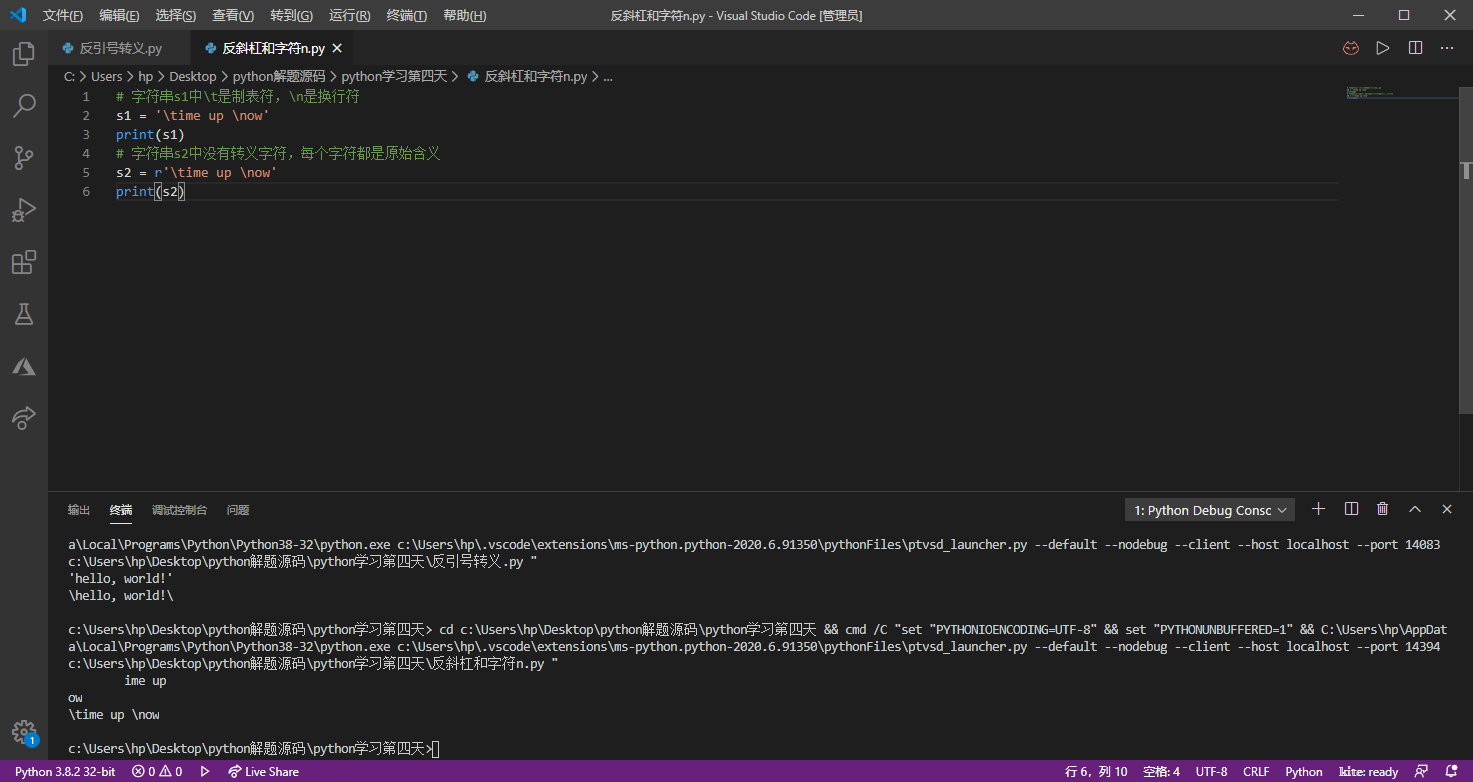 文件(F) 编辑(E) 选择(S) 查看(V) 转到(G) 运行(R) 终端(T) 帮助(H) 反斜杠和字符n.py - Visual Studio Code [管理员]
反引号转义.py 反斜杠和字符n.py
C: > Users > hp > Desktop > python解题源码 > python学习第四天 > 反斜杠和字符n.py > ...
1 # 字符串s1中\t是制表符，\n是换行符
2 s1 = '\time up \now'
3 print(s1)
4 # 字符串s2中没有转义字符，每个字符都是原始含义
5 s2 = r'\time up \now'
6 print(s2)
输出 终端 调试控制台 问题 1: Python Debug Consc
a\Local\Programs\Python\Python38-32\python.exe c:\Users\hp\.vscode\extensions\ms-python.python-2020.6.91350\pythonFiles\ptvsd_launcher.py --default --nodebug --client --host localhost --port 14083
c:\Users\hp\Desktop\python解题源码\python学习第四天\反引号转义.py "
'hello, world!'
\hello, world!\
c:\Users\hp\Desktop\python解题源码\python学习第四天> cd c:\Users\hp\Desktop\python解题源码\python学习第四天 && cmd /C "set "PYTHONIOENCODING=UTF-8" && set "PYTHONUNBUFFERED=1" && C:\Users\hp\AppDat
a\Local\Programs\Python\Python38-32\python.exe c:\Users\hp\.vscode\extensions\ms-python.python-2020.6.91350\pythonFiles\ptvsd_launcher.py --default --nodebug --client --host localhost --port 14394
c:\Users\hp\Desktop\python解题源码\python学习第四天\反斜杠和字符n.py "
ime up
ow
\time up \now
c:\Users\hp\Desktop\python解题源码\python学习第四天>
1
Python 3.8.2 32-bit 0 0 Live Share 行 6，列 10 空格: 4 UTF-8 CRLF Python kite: ready